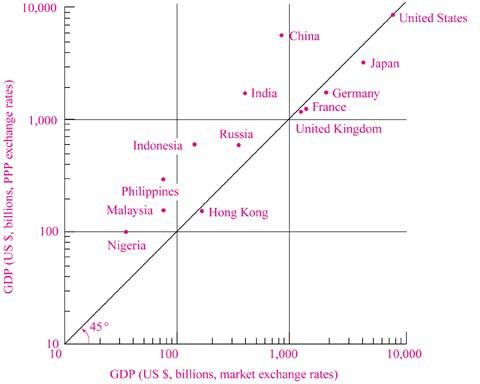 10,000
United States
China
Japan
India
Germany
France
1,000
United Kingdom
Russia
Indonesia
Philippines
Malaysia
Hong Kong
100
Nigeria
45°
10
10
100
1,000
10,000
GDP (US $, billions, PPP exchange rates)
GDP (US $, billions, market exchange rates)